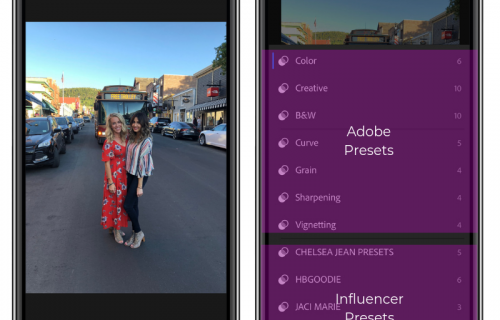 Color 6
Creative 10
B&W 10
Adobe
Presets
Curve 5
Grain 4
Sharpening 4
Vignetting 4
CHELSEA JEAN PRESETS 5
HBGOODIE 6
Influencer
JACI MARIE 3
Presets